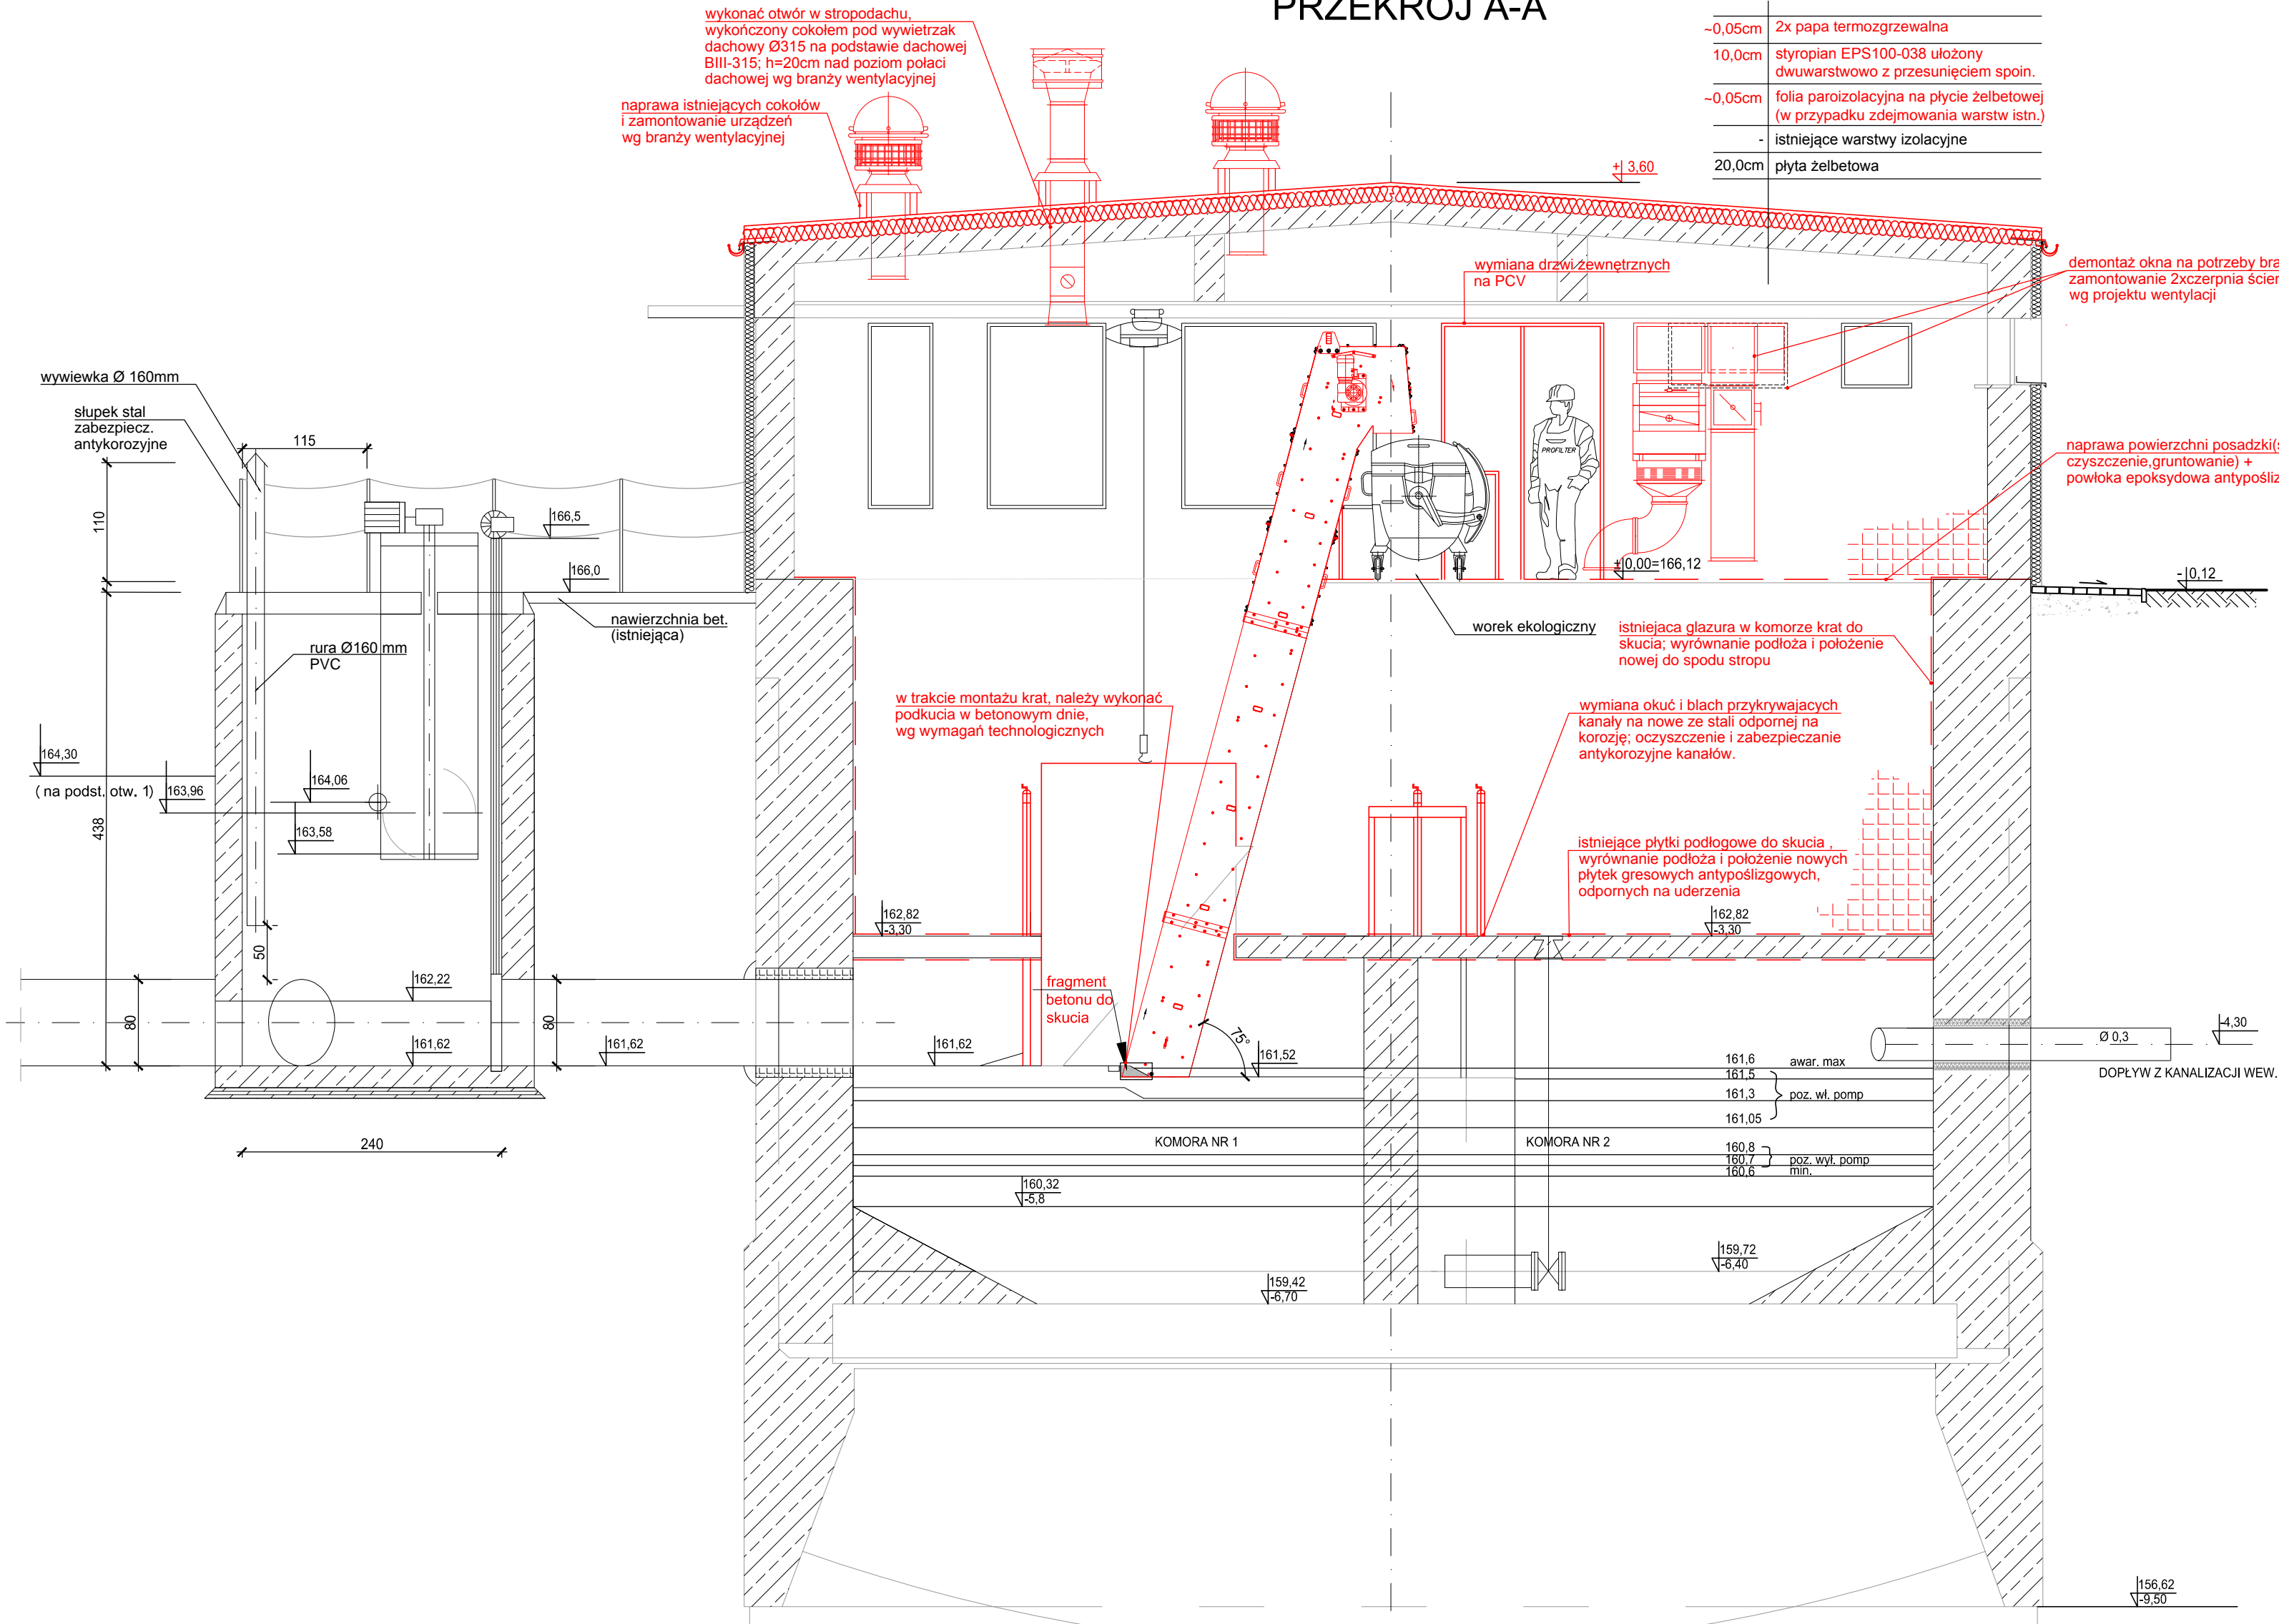 PRZEKRÓJ A-A
wykonać otwór w stropodachu,
wykończony cokołem pod wywietrzak
dachowy Ø315 na podstawie dachowej
BIII-315; h=20cm nad poziom połaci
dachowej wg branży wentylacyjnej
naprawa istniejących cokołów
i zamontowanie urządzeń
wg branży wentylacyjnej
~0,05cm 2x papa termozgrzewalna
10,0cm styropian EPS100-038 ułożony
dwuwarstwowo z przesunięciem spoin.
~0,05cm folia paroizolacyjna na płycie żelbetowej
(w przypadku zdejmowania warstw istn.)
- istniejące warstwy izolacyjne
20,0cm płyta żelbetowa
+ 3,60
wymiana drzwi zewnętrznych
na PCV
demontaż okna na potrzeby
zamontowanie 2xczerpnia
wg projektu wentylacji
wywiewka Ø 160mm
słupek stal
zabezpiecz.
antykorozyjne
115
110
166,5
166,0
nawierzchnia bet.
(istniejąca)
rura Ø160 mm
PVC
PROFILTER
naprawa powierzchni posadzki
czyszczenie,gruntowanie) +
powłoka epoksydowa
± 0,00=166,12
- 0,12
worek ekologiczny
istniejaca glazura w komorze krat do
skucia; wyrównanie podłoża i położenie
nowej do spodu stropu
w trakcie montażu krat, należy wykonać
podkucia w betonowym dnie,
wg wymagań technologicznych
wymiana okuć i blach przykrywajacych
kanały na nowe ze stali odpornej na
korozję; oczyszczenie i zabezpieczanie
antykorozyjne kanałów.
164,30
( na podst. otw. 1)
163,96
164,06
163,58
438
istniejące płytki podłogowe do skucia ,
wyrównanie podłoża i położenie nowych
płytek gresowych antypoślizgowych,
odpornych na uderzenia
162,82
-3,30
162,82
-3,30
50
162,22
80
80
161,62
161,62
161,62
fragment
betonu do
skucia
75°
161,52
Ø 0,3
-4,30
DOPŁYW Z KANALIZACJI WEW.
161,6 awar. max
161,5
161,3 poz. wł. pomp
161,05
KOMORA NR 1
KOMORA NR 2
160,8
160,7 poz. wył. pomp
160,6 min.
240
160,32
-5,8
159,72
-6,40
159,42
-6,70
156,62
-9,50